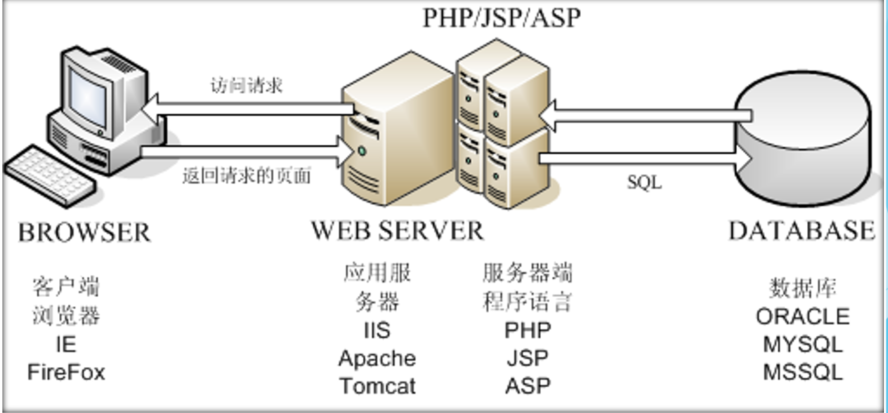 PHP/JSP/ASP
访问请求
返回请求的页面
SQL
BROWSER
WEB SERVER
DATABASE
客户端
浏览器
IE
FireFox
应用服
务器
IIS
Apache
Tomcat
服务器端
程序语言
PHP
JSP
ASP
数据库
ORACLE
MYSQL
MSSQL